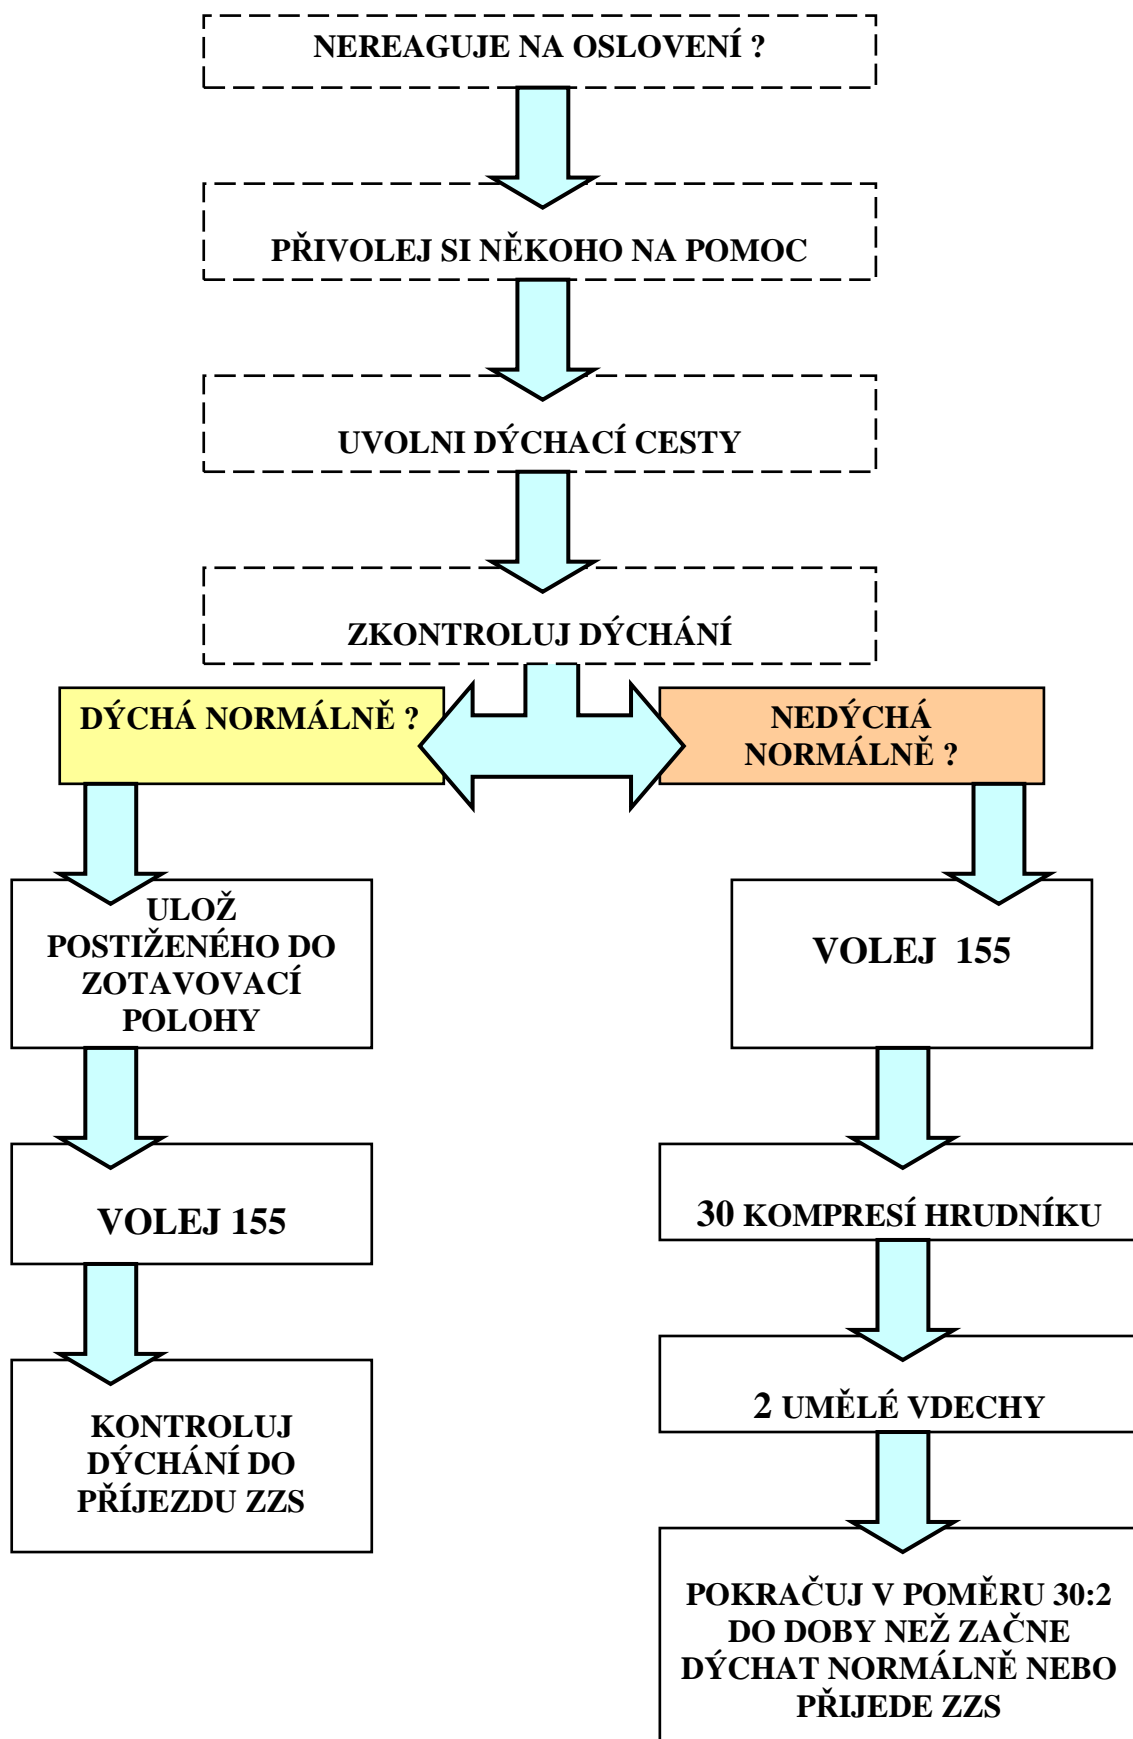 NEREAGUJE NA OSLOVENÍ ?
PŘIVOLEJ SI NĚKOHO NA POMOC
UVOLNI DÝCHACÍ CESTY
ZKONTROLUJ DÝCHÁNÍ
DÝCHÁ NORMÁLNĚ ?
ULOŽ
POSTIŽENÉHO DO
ZOTAVOVACÍ
POLOHY
VOLEJ 155
KONTROLUJ
DÝCHÁNÍ DO
PŘÍJEZDU ZZS
NEDÝCHÁ
NORMÁLNĚ ?
VOLEJ 155
30 KOMPRESÍ HRUDNÍKU
2 UMĚLÉ VDECHY
POKRAČUJ V POMĚRU 30:2
DO DOBY NEŽ ZAČNE
DÝCHAT NORMÁLNĚ NEBO
PŘIJEDE ZZS